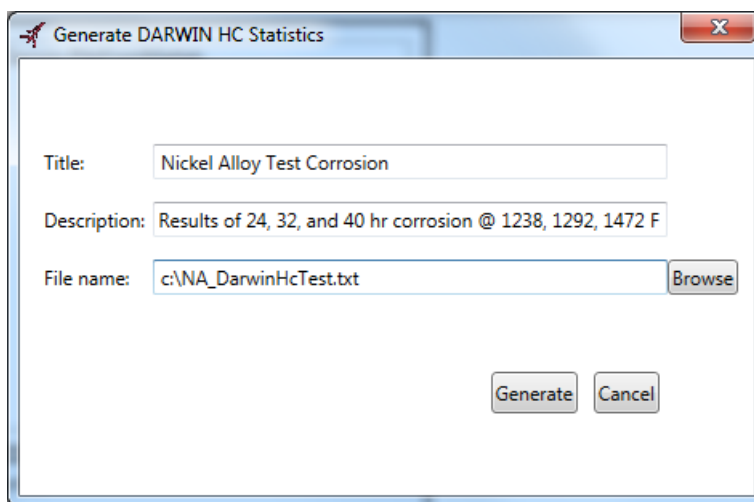 Generate DARWIN HC Statistics
Title: Nickel Alloy Test Corrosion
Description: Results of 24, 32, and 40 hr corrosion @ 1238, 1292, 1472 F
File name: c:\NA_DarwinHcTest.txt Browse
Generate Cancel